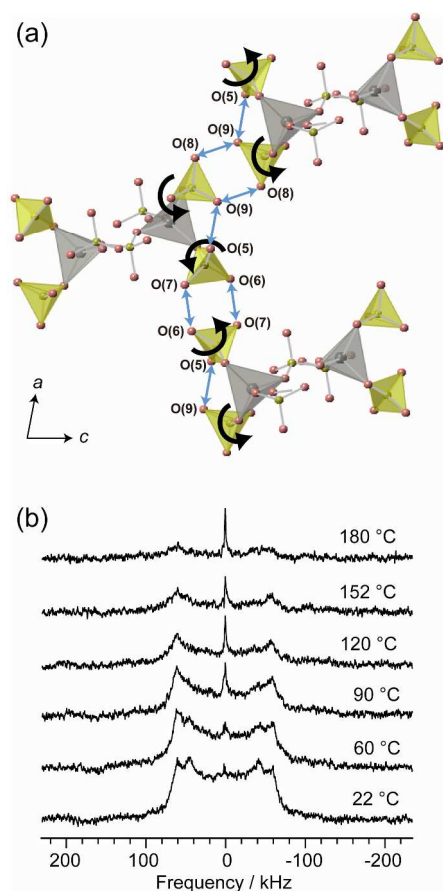 (a)
O(5)
O(9)
O(8)
O(8)
O(9)
O(5)
O(7)
O(6)
O(6)
O(7)
O(5)
O(9)
a
c
(b)
180 °C
152 °C
120 °C
90 °C
60 °C
22 °C
200 100 0 -100 -200
Frequency / kHz